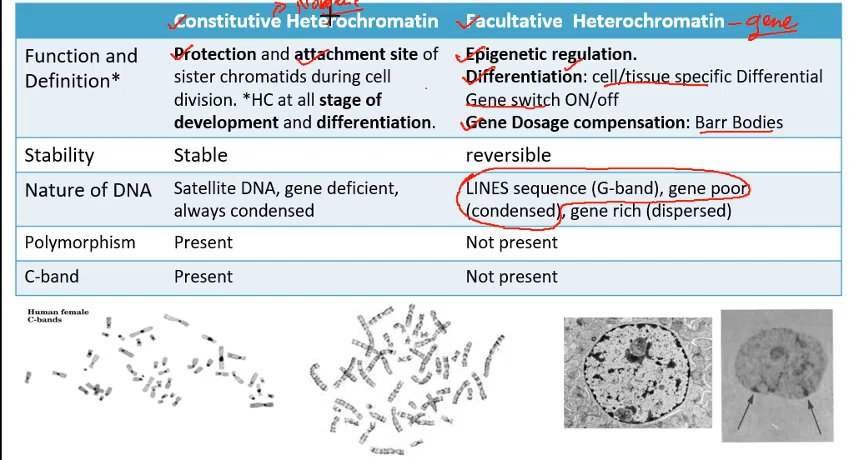 No gene
Constitutive Heterochromatin Facultative Heterochromatin - gene
Function and Definition*
Protection and attachment site of
sister chromatids during cell
division. *HC at all stage of
development and differentiation.
Epigenetic regulation.
Differentiation: cell/tissue specific Differential
Gene switch ON/off
Gene Dosage compensation: Barr Bodies
Stability Stable reversible
Nature of DNA
Satellite DNA, gene deficient,
always condensed
LINES sequence (G-band), gene poor
(condensed), gene rich (dispersed)
Polymorphism Present Not present
C-band Present Not present
Human female
C-bands